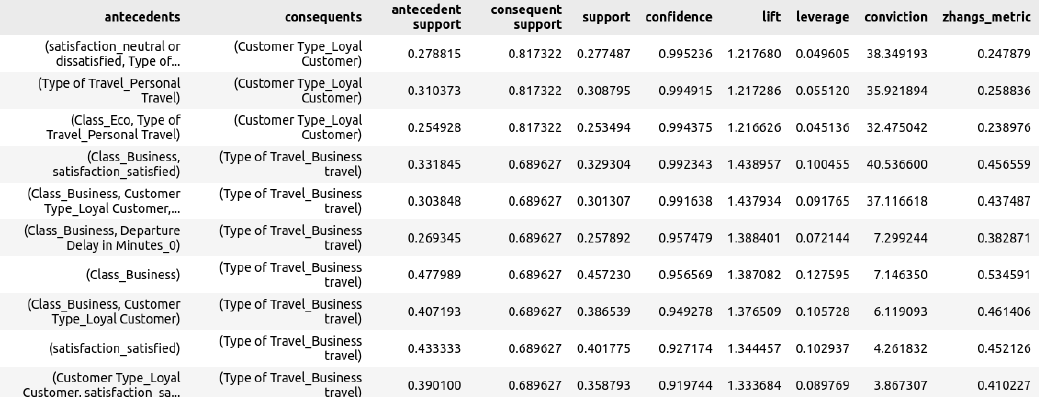 antecedents consequents antecedent support consequent support support confidence lift leverage conviction zhangs_metric
(satisfaction_neutral or dissatisfied, Type of... (Customer Type_Loyal Customer) 0.278815 0.817322 0.277487 0.995236 1.217680 0.049605 38.349193 0.247879
(Type of Travel_Personal Travel) (Customer Type_Loyal Customer) 0.310373 0.817322 0.308795 0.994915 1.217286 0.055120 35.921894 0.258836
(Class_Eco, Type of Travel_Personal Travel) (Customer Type_Loyal Customer) 0.254928 0.817322 0.253494 0.994375 1.216626 0.045136 32.475042 0.238976
(Class_Business, satisfaction_satisfied) (Type of Travel_Business travel) 0.331845 0.689627 0.329304 0.992343 1.438957 0.100455 40.536600 0.456559
(Class_Business, Customer Type_Loyal Customer,... (Type of Travel_Business travel) 0.303848 0.689627 0.301307 0.991638 1.437934 0.091765 37.116618 0.437487
(Class_Business, Departure Delay in Minutes_0) (Type of Travel_Business travel) 0.269345 0.689627 0.257892 0.957479 1.388401 0.072144 7.299244 0.382871
(Class_Business) (Type of Travel_Business travel) 0.477989 0.689627 0.457230 0.956569 1.387082 0.127595 7.146350 0.534591
(Class_Business, Customer Type_Loyal Customer) (Type of Travel_Business travel) 0.407193 0.689627 0.386539 0.949278 1.376509 0.105728 6.119093 0.461406
(satisfaction_satisfied) (Type of Travel_Business travel) 0.433333 0.689627 0.401775 0.927174 1.344457 0.102937 4.261832 0.452126
(Customer Type_Loyal Customer, satisfaction_sa... (Type of Travel_Business travel) 0.390100 0.689627 0.358793 0.919744 1.333684 0.089769 3.867307 0.410227